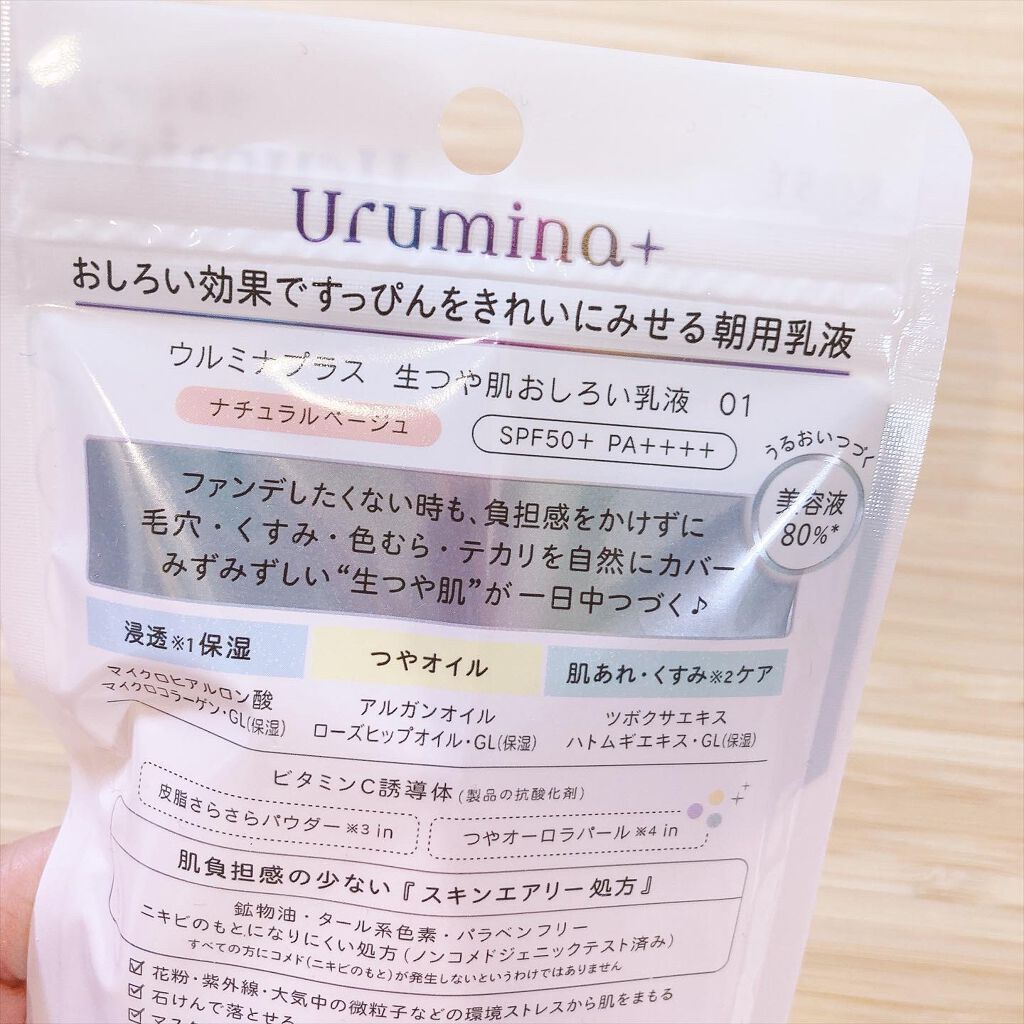 Urumina+
おしろい効果ですっぴんをきれいにみせる朝用乳液
ウルミナプラス 生つや肌おしろい乳液 01
ナチュラルベージュ
SPF50+ PA++++
うるおいつづく
美容液
80%*
ファンデしたくない時も、負担感をかけずに
毛穴・くすみ・色むら・テカリを自然にカバー
みずみずしい“生つや肌”が一日中つづく♪
浸透※1保湿
マイクロヒアルロン酸
マイクロコラーゲン・GL(保湿)
つやオイル
アルガンオイル
ローズヒップオイル・GL(保湿)
肌あれ・くすみ※2ケア
ツボクサエキス
ハトムギエキス・GL(保湿)
ビタミンC誘導体(製品の抗酸化剤)
皮脂さらさらパウダー※3 in
つやオーロラパール※4 in
肌負担感の少ない『スキンエアリー処方』
鉱物油・タール系色素・パラベンフリー
ニキビのもとになりにくい処方(ノンコメドジェニックテスト済み)
すべての方にコメド(ニキビのもと)が発生しないというわけではありません
☑ 花粉・紫外線・大気中の微粒子などの環境ストレスから肌をまもる
☑ 石けんで落とせる
☑ マスク